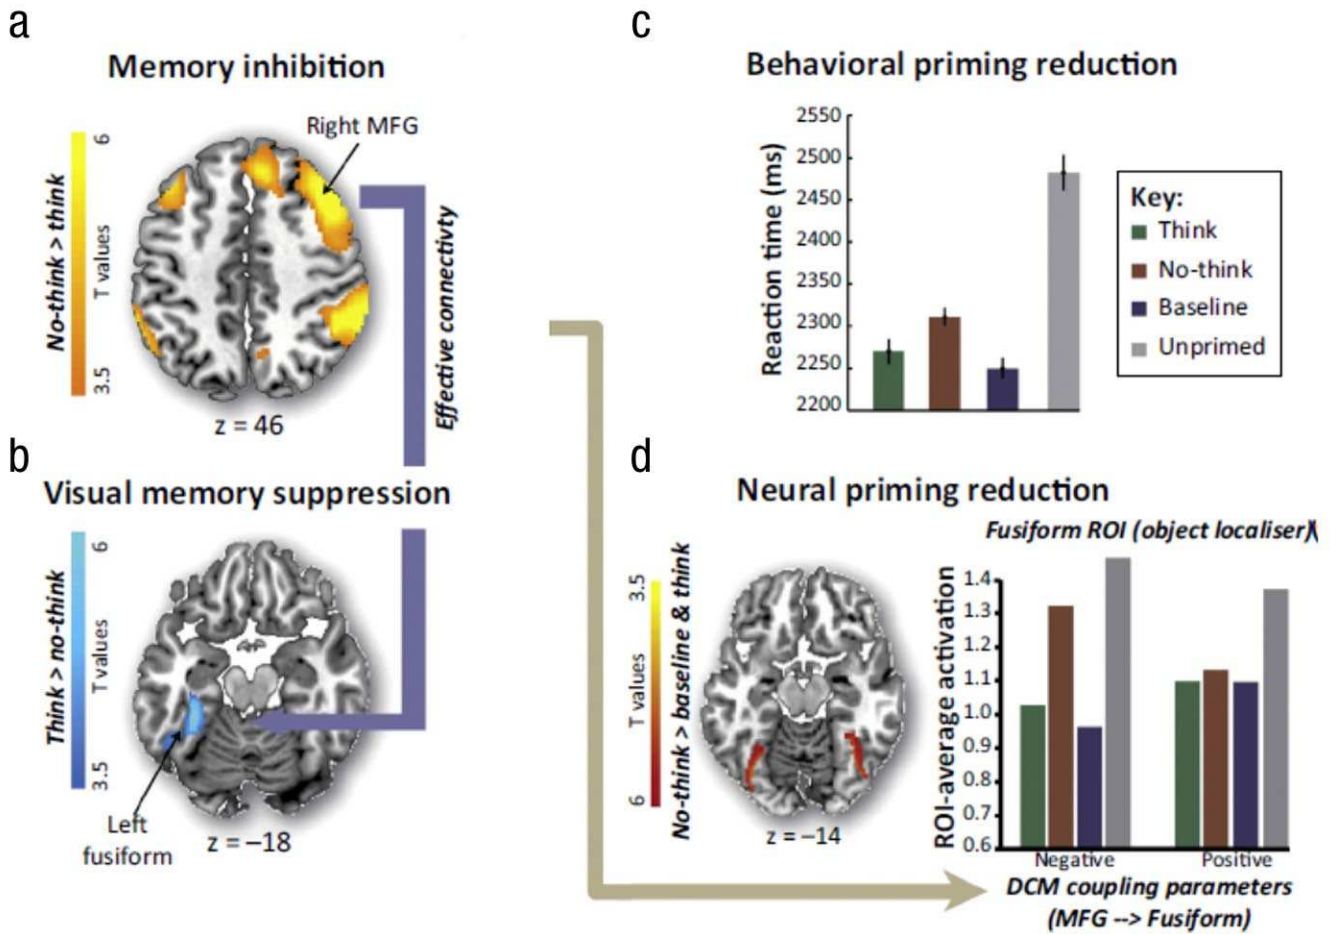 a
Memory inhibition
Right MFG
No-think > think
T values
6
3.5
Effective connectivty
z = 46
b
Visual memory suppression
Think > no-think
T values
6
3.5
Left
fusiform
z = –18
c
Behavioral priming reduction
Reaction time (ms)
2550
2500
2450
2400
2350
2300
2250
2200
Key:
Think
No-think
Baseline
Unprimed
d
Neural priming reduction
Fusiform ROI (object localiser)\
No-think > baseline & think
T values
3.5
6
z = –14
ROI-average activation
1.4
1.3
1.2
1.1
1.0
0.9
0.8
0.7
0.6
Negative
Positive
DCM coupling parameters
(MFG --> Fusiform)